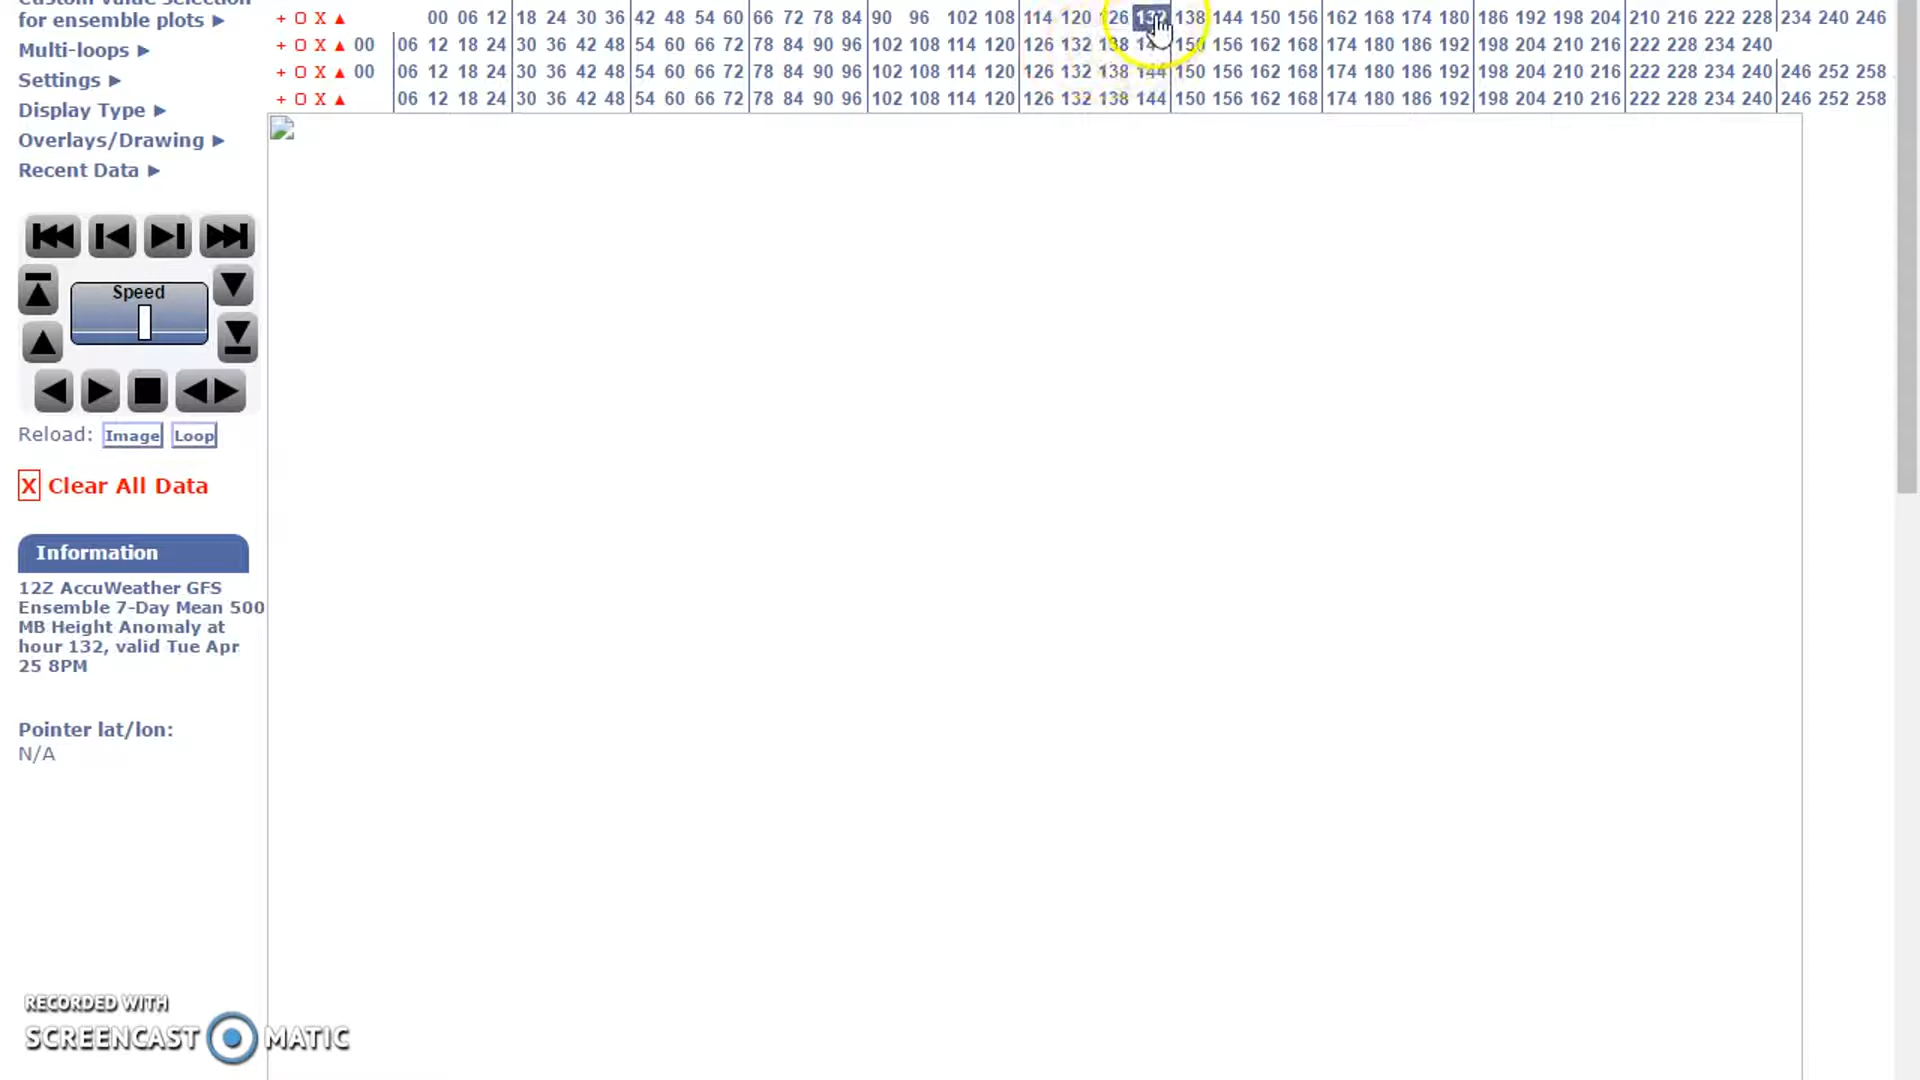 Custom value selection
for ensemble plots ►
Multi-loops ►
Settings ►
Display Type ►
Overlays/Drawing ►
Recent Data ►
+ O X ▲ 00 06 12 18 24 30 36 42 48 54 60 66 72 78 84 90 96 102 108 114 120 126 132 138 144 150 156 162 168 174 180 186 192 198 204 210 216 222 228 234 240 246
+ O X ▲ 00 06 12 18 24 30 36 42 48 54 60 66 72 78 84 90 96 102 108 114 120 126 132 138 144 150 156 162 168 174 180 186 192 198 204 210 216 222 228 234 240
+ O X ▲ 00 06 12 18 24 30 36 42 48 54 60 66 72 78 84 90 96 102 108 114 120 126 132 138 144 150 156 162 168 174 180 186 192 198 204 210 216 222 228 234 240 246 252 258
+ O X ▲ 06 12 18 24 30 36 42 48 54 60 66 72 78 84 90 96 102 108 114 120 126 132 138 144 150 156 162 168 174 180 186 192 198 204 210 216 222 228 234 240 246 252 258
Speed
Reload: Image Loop
X Clear All Data
Information
12Z AccuWeather GFS
Ensemble 7-Day Mean 500
MB Height Anomaly at
hour 132, valid Tue Apr
25 8PM
Pointer lat/lon:
N/A
RECORDED WITH
SCREENCAST MATIC